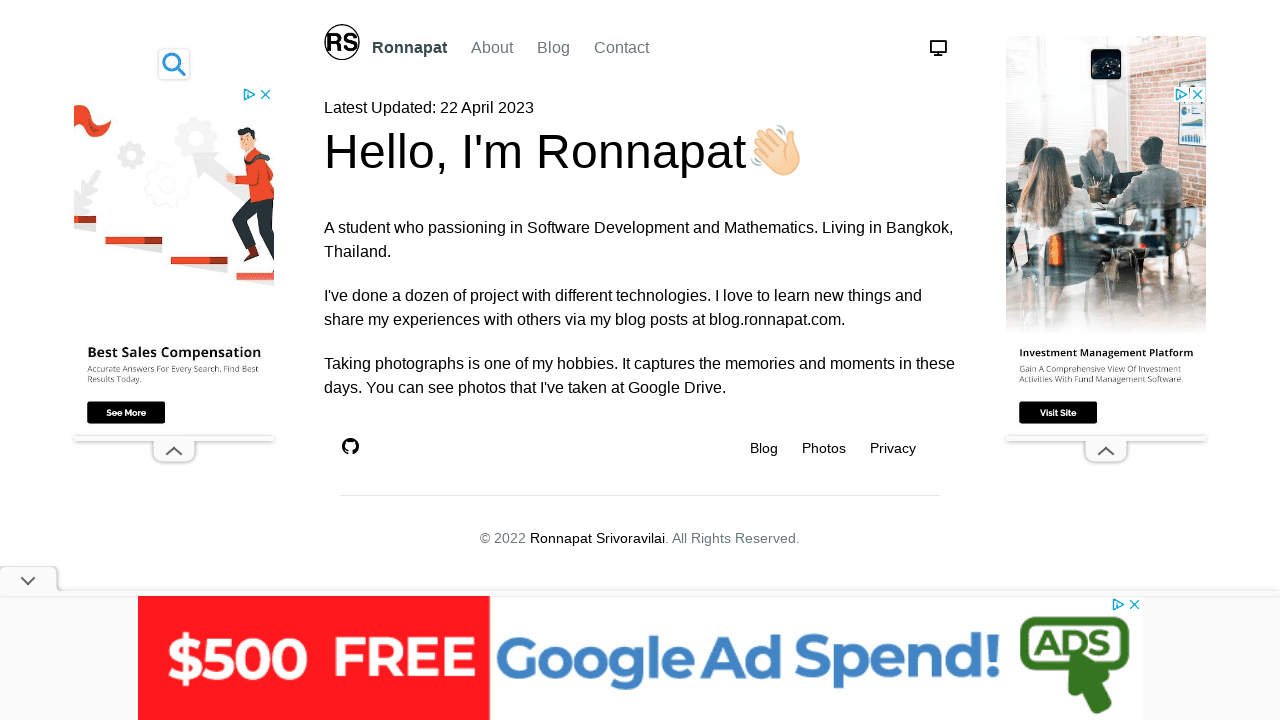 RS
Ronnapat
About
Blog
Contact
Latest Updated: 22 April 2023
Hello, I'm Ronnapat👋🏻
A student who passioning in Software Development and Mathematics. Living in Bangkok,
Thailand.
I've done a dozen of project with different technologies. I love to learn new things and
share my experiences with others via my blog posts at blog.ronnapat.com.
Taking photographs is one of my hobbies. It captures the memories and moments in these
days. You can see photos that I've taken at Google Drive.
Blog
Photos
Privacy
© 2022 Ronnapat Srivoravilai. All Rights Reserved.
Best Sales Compensation
Accurate Answers For Every Search. Find Best
Results Today.
See More
Investment Management Platform
Gain A Comprehensive View Of Investment
Activities With Fund Management Software
Visit Site
$500 FREE Google Ad Spend!
ADS